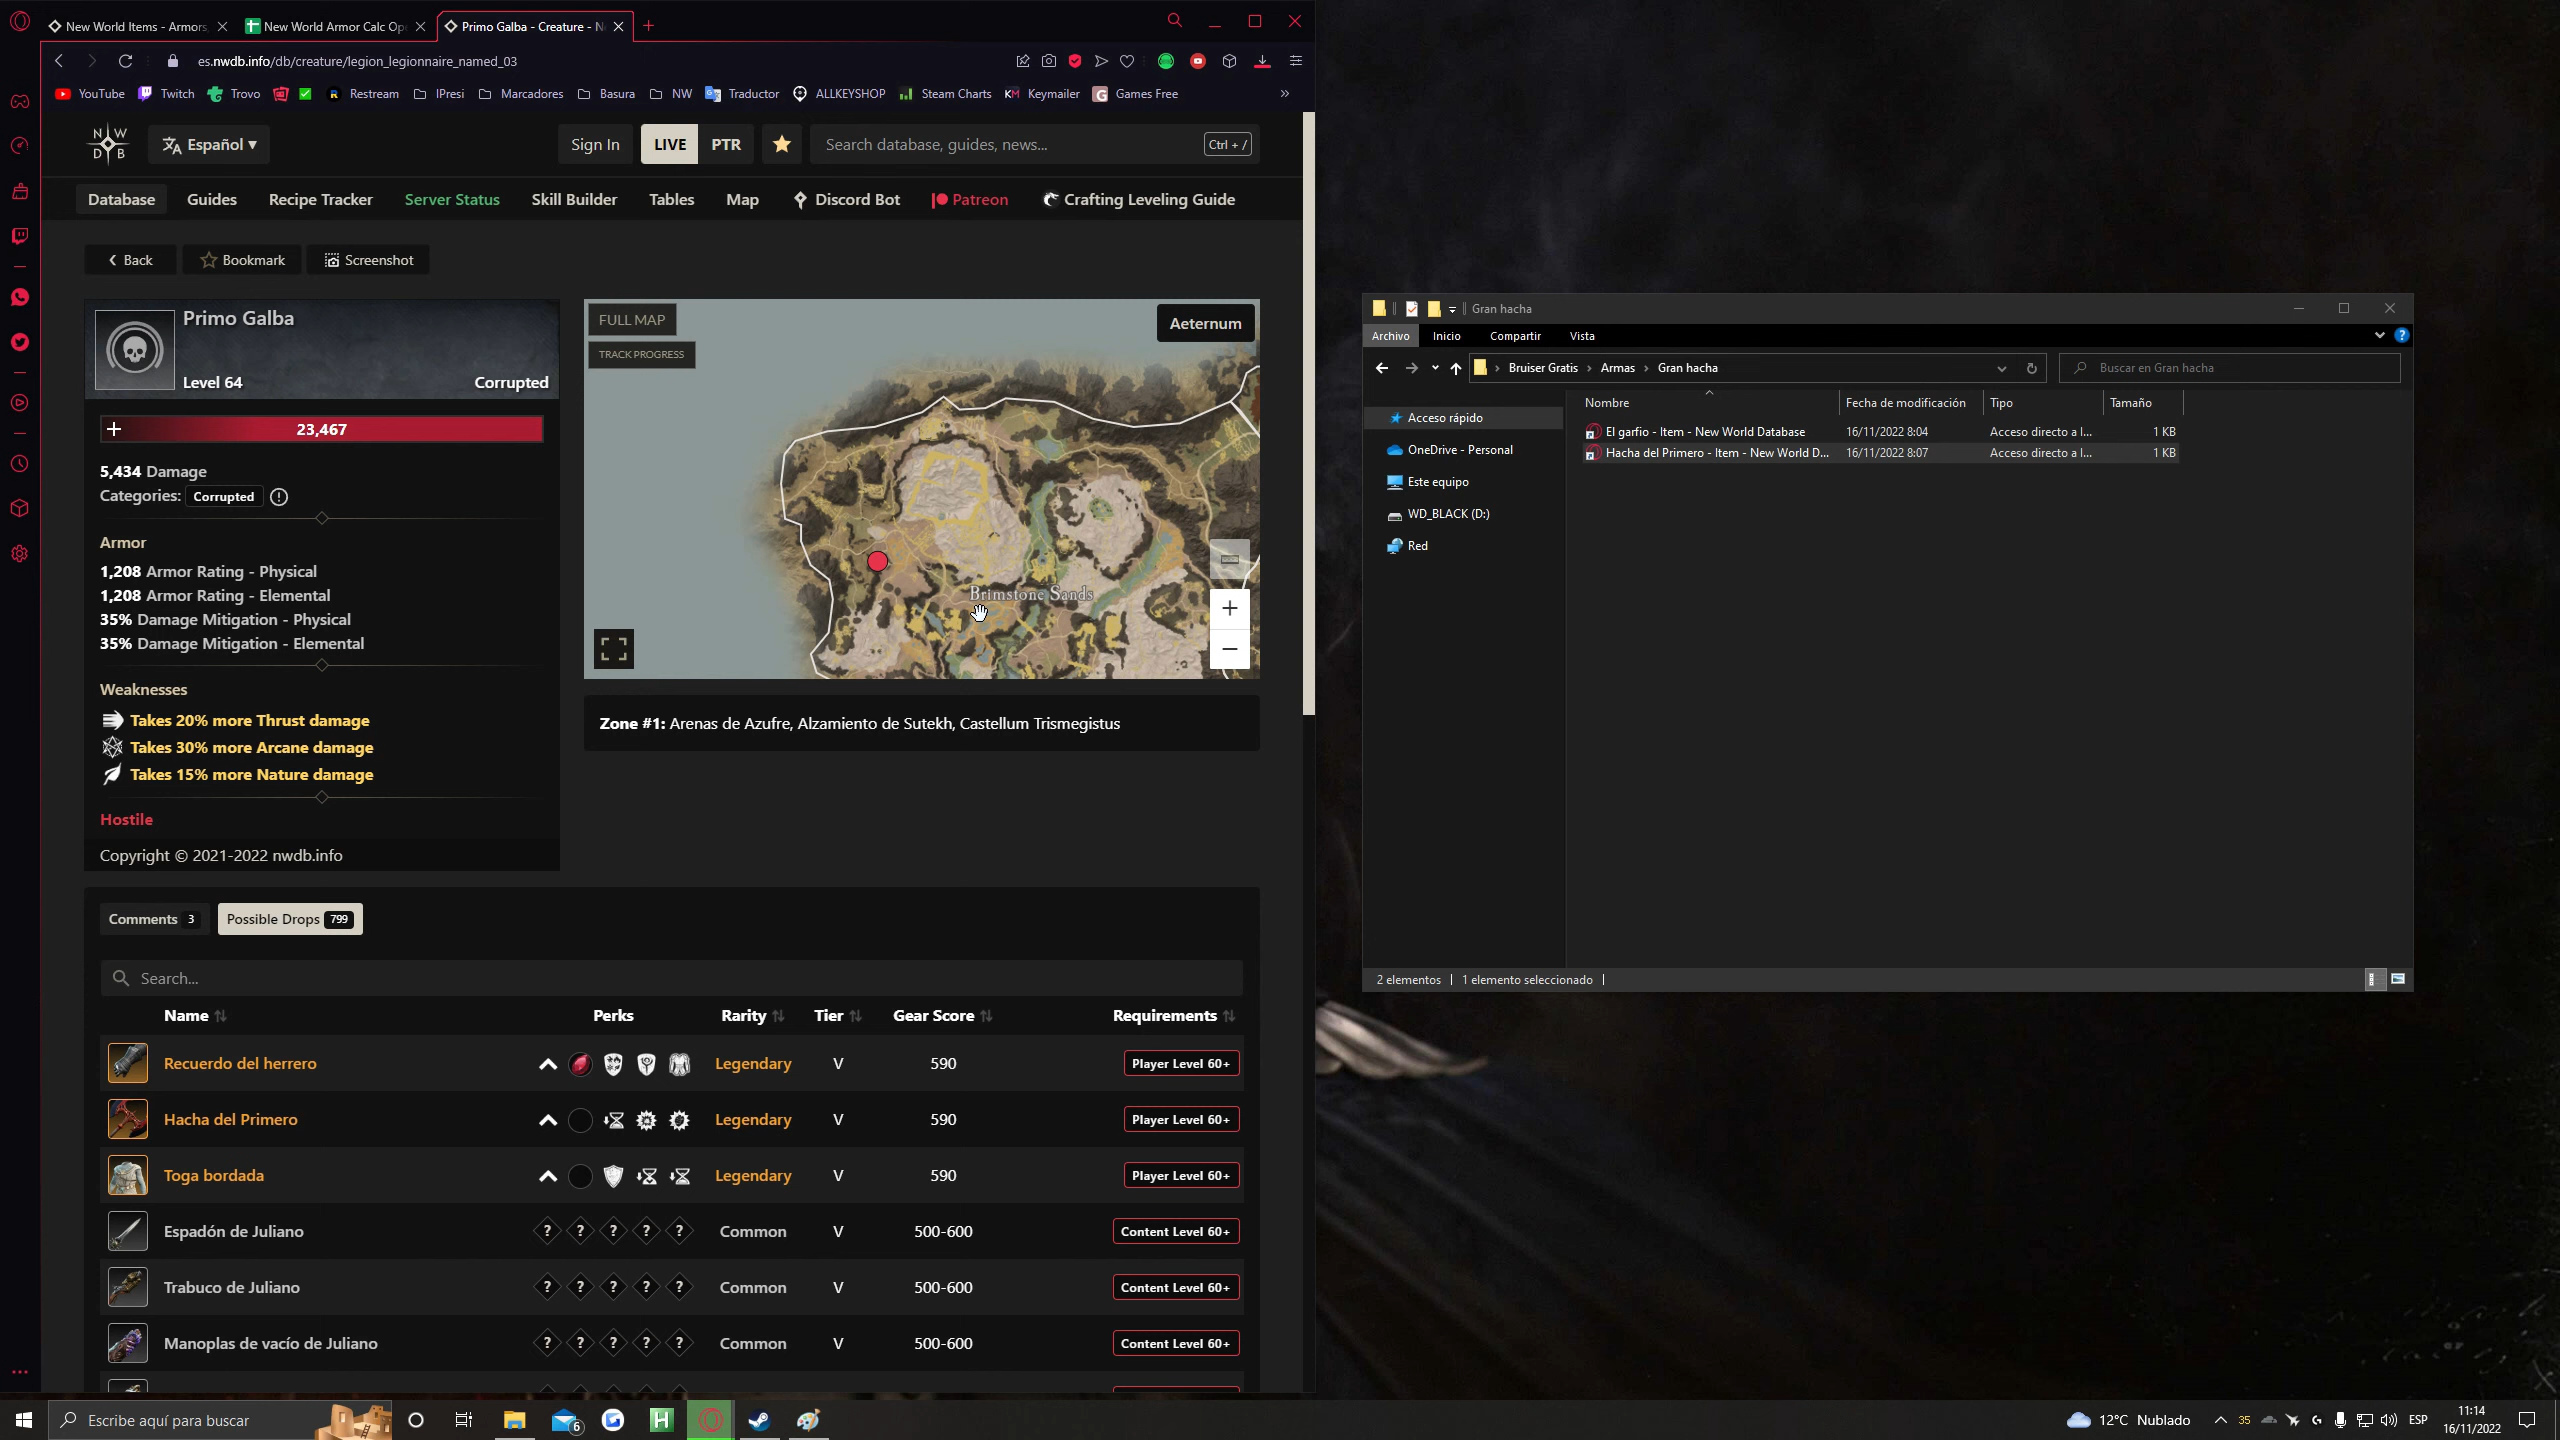 New World Items - Armors,
New World Armor Calc Op
Primo Galba - Creature - N
es.nwdb.info/db/creature/legion_legionnaire_named_03
YouTube Twitch Trovo Restream IPresi Marcadores Basura NW Traductor ALLKEYSHOP Steam Charts Keymailer Games Free »
N W D B
Español ▾
Sign In LIVE PTR
Search database, guides, news... Ctrl + /
Database Guides Recipe Tracker Server Status Skill Builder Tables Map Discord Bot Patreon Crafting Leveling Guide
Back Bookmark Screenshot
Primo Galba
Level 64 Corrupted
23,467
5,434 Damage
Categories: Corrupted
Armor
1,208 Armor Rating - Physical
1,208 Armor Rating - Elemental
35% Damage Mitigation - Physical
35% Damage Mitigation - Elemental
Weaknesses
Takes 20% more Thrust damage
Takes 30% more Arcane damage
Takes 15% more Nature damage
Hostile
Copyright © 2021-2022 nwdb.info
FULL MAP
TRACK PROGRESS
Aeternum
Brimstone Sands
+
−
Zone #1: Arenas de Azufre, Alzamiento de Sutekh, Castellum Trismegistus
Comments 3 Possible Drops 799
Search...
Name Perks Rarity Tier Gear Score Requirements
Recuerdo del herrero Legendary V 590 Player Level 60+
Hacha del Primero Legendary V 590 Player Level 60+
Toga bordada Legendary V 590 Player Level 60+
Espadón de Juliano ? ? ? ? ? Common V 500-600 Content Level 60+
Trabuco de Juliano ? ? ? ? ? Common V 500-600 Content Level 60+
Manoplas de vacío de Juliano ? ? ? ? ? Common V 500-600 Content Level 60+
Gran hacha
Archivo Inicio Compartir Vista
Bruiser Gratis › Armas › Gran hacha
Buscar en Gran hacha
Nombre Fecha de modificación Tipo Tamaño
El garfio - Item - New World Database 16/11/2022 8:04 Acceso directo a I... 1 KB
Hacha del Primero - Item - New World D... 16/11/2022 8:07 Acceso directo a I... 1 KB
Acceso rápido
OneDrive - Personal
Este equipo
WD_BLACK (D:)
Red
2 elementos 1 elemento seleccionado
Escribe aquí para buscar
6
H
12°C Nublado
35
ESP
11:14
16/11/2022